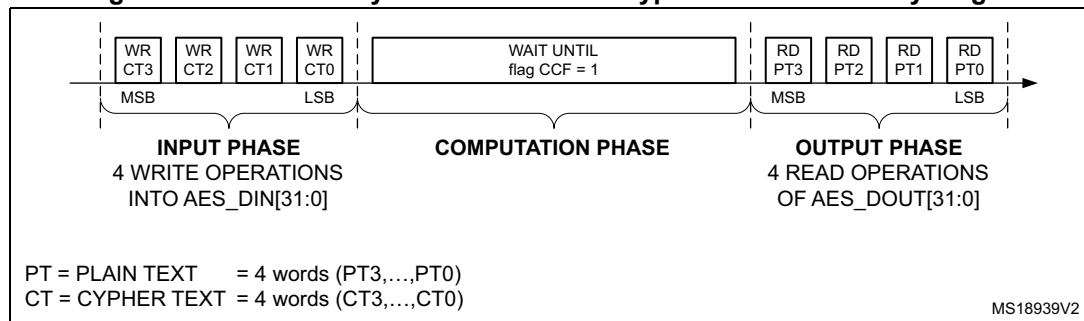 WR WR WR WR WAIT UNTIL RD RD RD RD
CT3 CT2 CT1 CT0 flag CCF = 1 PT3 PT2 PT1 PT0
MSB LSB MSB LSB
INPUT PHASE COMPUTATION PHASE OUTPUT PHASE
4 WRITE OPERATIONS 4 READ OPERATIONS
INTO AES_DIN[31:0] OF AES_DOUT[31:0]
PT = PLAIN TEXT = 4 words (PT3,…,PT0)
CT = CYPHER TEXT = 4 words (CT3,…,CT0)
MS18939V2